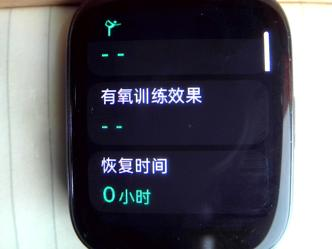 --
有氧训练效果
--
恢复时间
0小时